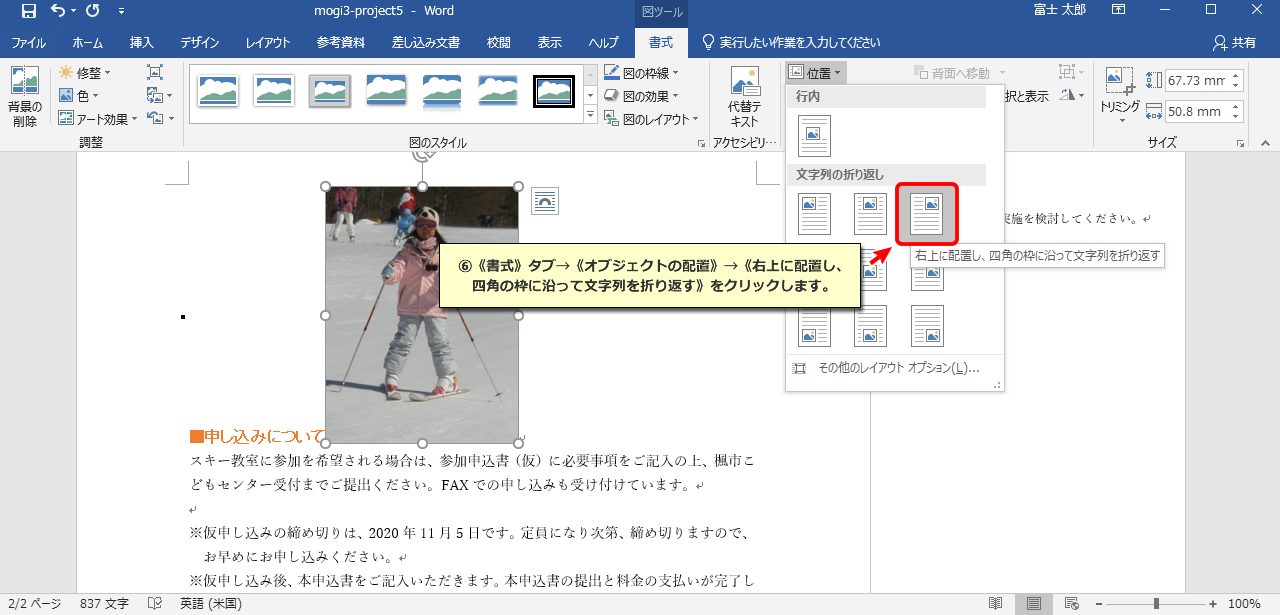 mogi3-project5 - Word
図ツール
富士 太郎
ファイル ホーム 挿入 デザイン レイアウト 参考資料 差し込み文書 校閲 表示 ヘルプ 書式 実行したい作業を入力してください 共有
背景の
削除
修整
色
アート効果
調整
図のスタイル
図の枠線
図の効果
図のレイアウト
代替テ
キスト
アクセシビリ…
位置
背面へ移動
択と表示
トリミング
67.73 mm
50.8 mm
サイズ
行内
文字列の折り返し
右上に配置し、四角の枠に沿って文字列を折り返す
その他のレイアウト オプション(L)...
⑥《書式》タブ→《オブジェクトの配置》→《右上に配置し、
四角の枠に沿って文字列を折り返す》をクリックします。
実施を検討してください。↵
■申し込みについて
スキー教室に参加を希望される場合は、参加申込書（仮）に必要事項をご記入の上、楓市こ
どもセンター受付までご提出ください。FAX での申し込みも受け付けています。↵
↵
※仮申し込みの締め切りは、2020 年 11 月 5 日です。定員になり次第、締め切りますので、
お早めにお申し込みください。↵
※仮申し込み後、本申込書をご記入いただきます。本申込書の提出と料金の支払いが完了し
2/2 ページ 837 文字 英語 (米国) 100%